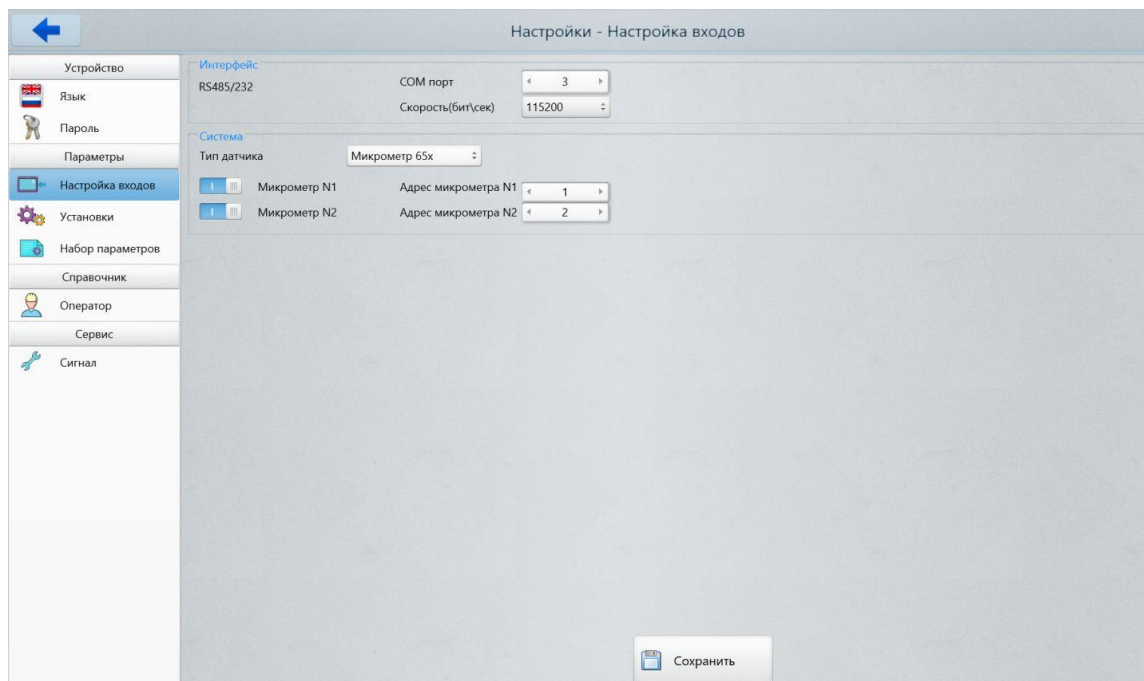 Настройки - Настройка входов
Устройство
Язык
Пароль
Параметры
Настройка входов
Установки
Набор параметров
Справочник
Оператор
Сервис
Сигнал
Интерфейс
RS485/232
COM порт
3
Скорость(бит\сек)
115200
Система
Тип датчика
Микрометр 65x
Микрометр N1
Адрес микрометра N1
1
Микрометр N2
Адрес микрометра N2
2
Сохранить